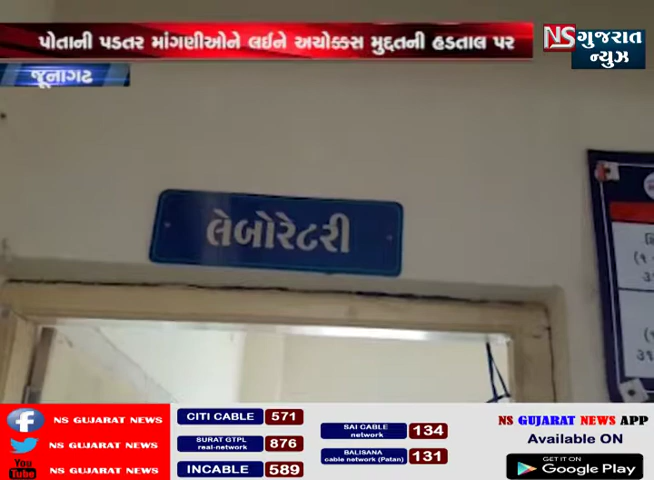 પોતાની પડતર માંગણીઓને લઈને અચોક્કસ મુદ્દતની હડતાલ પર
NS ગુજરાત
ન્યુઝ
જૂનાગઢ
લેબોરેટરી
NS GUJARAT NEWS
NS GUJARAT NEWS
You Tube NS GUJARAT NEWS
CITI CABLE 571
SURAT GTPL
real-network 876
INCABLE 589
SAI CABLE
network 134
BALISANA
cable network (Patan) 131
NS GUJARAT NEWS APP
Available ON
GET IT ON
Google Play